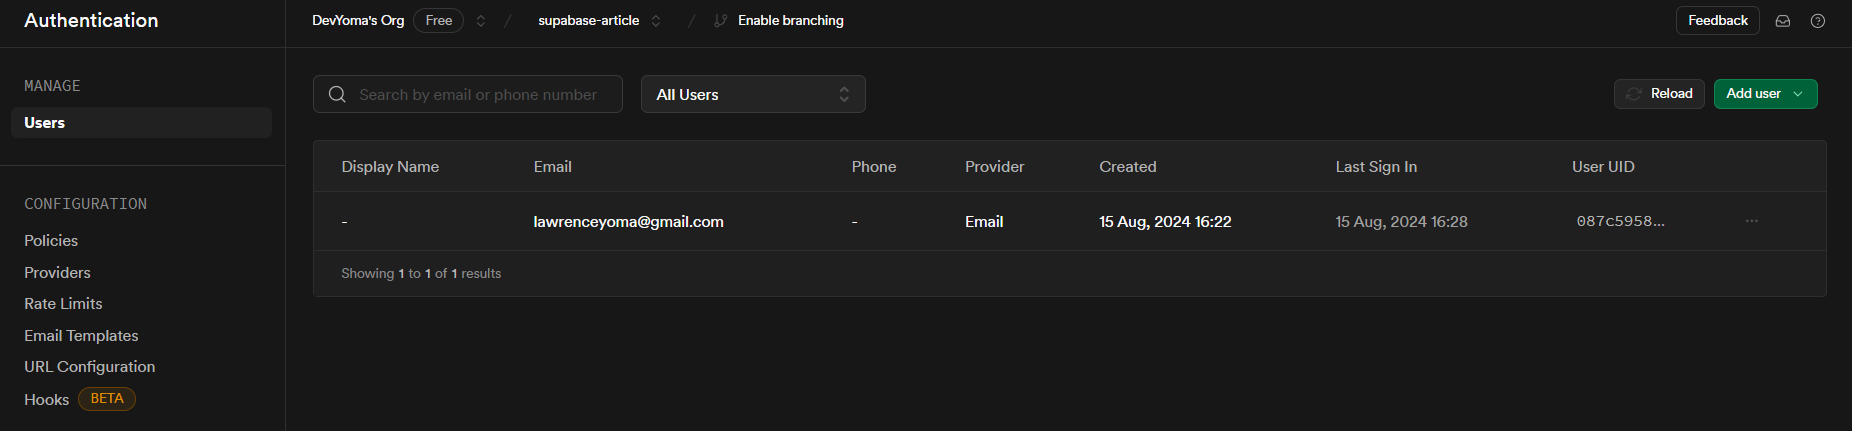 Authentication
DevYoma's Org Free / supabase-article / Enable branching
Feedback
MANAGE
Users
CONFIGURATION
Policies
Providers
Rate Limits
Email Templates
URL Configuration
Hooks BETA
Search by email or phone number
All Users
Reload
Add user
Display Name Email Phone Provider Created Last Sign In User UID
- lawrenceyoma@gmail.com - Email 15 Aug, 2024 16:22 15 Aug, 2024 16:28 087c5958...
Showing 1 to 1 of 1 results